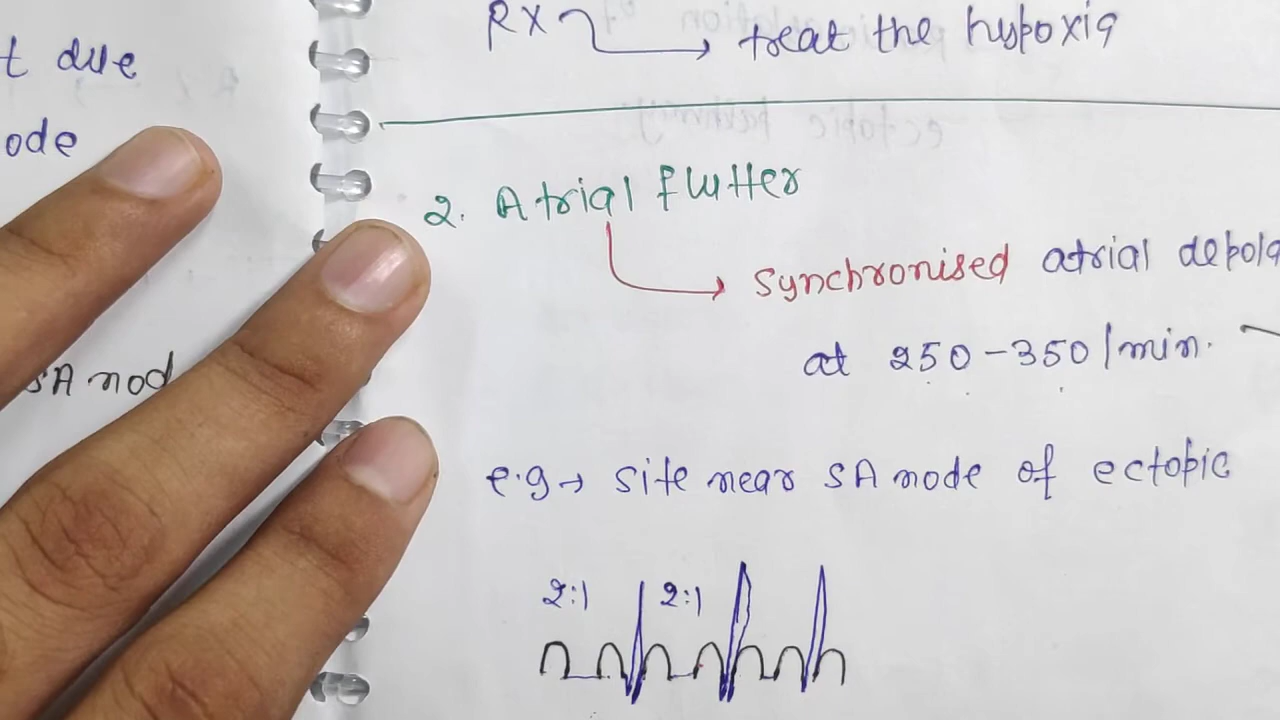 t due
ode
SA nod
Rx → treat the hypoxia
2. Atrial flutter
→ Synchronised atrial depola
at 250-350/min.
e.g → site near SA node of ectopic
2:1 2:1